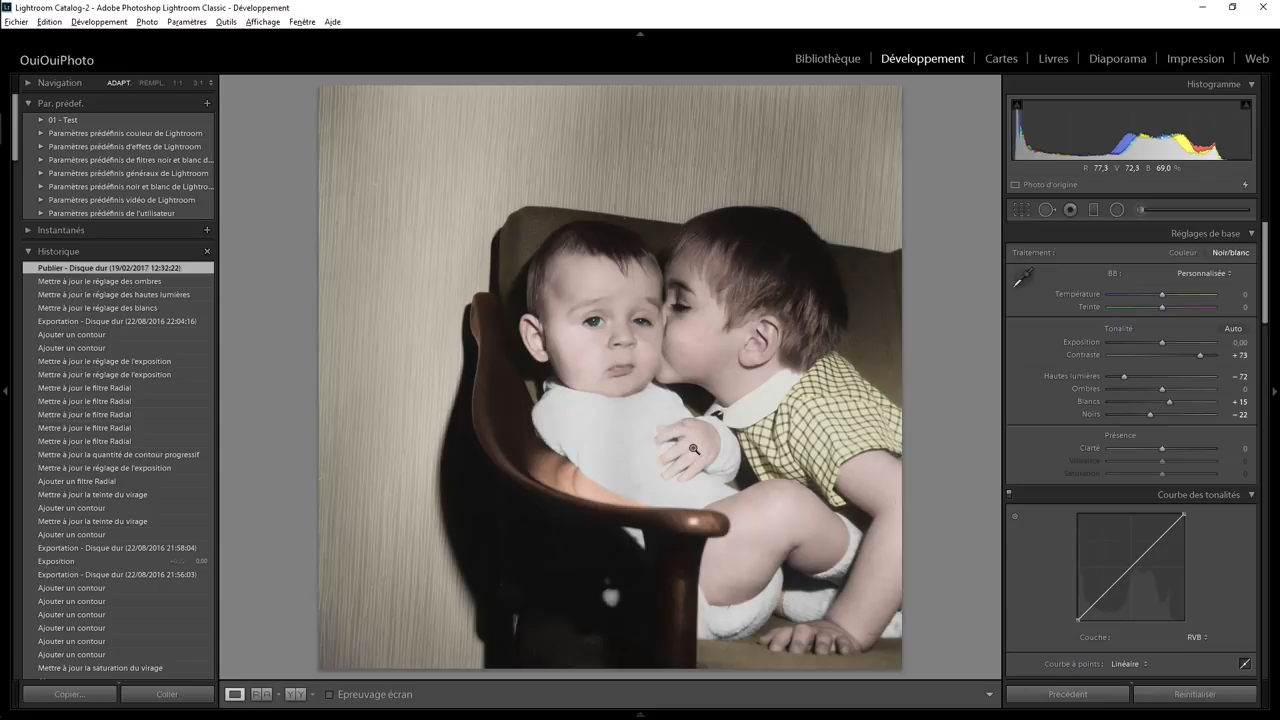 Lightroom Catalog-2 - Adobe Photoshop Lightroom Classic - Développement
Fichier Edition Développement Photo Paramètres Outils Affichage Fenêtre Aide
OuiOuiPhoto
Bibliothèque | Développement | Cartes | Livres | Diaporama | Impression | Web
Navigation ADAPT. REMPL. 1:1 3:1
Par. prédef.
01 - Test
Paramètres prédéfinis couleur de Lightroom
Paramètres prédéfinis d'effets de Lightroom
Paramètres prédéfinis de filtres noir et blanc d...
Paramètres prédéfinis généraux de Lightroom
Paramètres prédéfinis noir et blanc de Lightro...
Paramètres prédéfinis vidéo de Lightroom
Paramètres prédéfinis de l'utilisateur
Instantanés
Historique
Publier - Disque dur (19/02/2017 12:32:22)
Mettre à jour le réglage des ombres
Mettre à jour le réglage des hautes lumières
Mettre à jour le réglage des blancs
Exportation - Disque dur (22/08/2016 22:04:16)
Ajouter un contour
Ajouter un contour
Mettre à jour le réglage de l'exposition
Mettre à jour le réglage de l'exposition
Mettre à jour le filtre Radial
Mettre à jour le filtre Radial
Mettre à jour le filtre Radial
Mettre à jour le filtre Radial
Mettre à jour le filtre Radial
Mettre à jour la quantité de contour progressif
Mettre à jour le réglage de l'exposition
Ajouter un filtre Radial
Mettre à jour la teinte du virage
Ajouter un contour
Mettre à jour la teinte du virage
Ajouter un contour
Exportation - Disque dur (22/08/2016 21:58:04)
Exposition 0,00
Exportation - Disque dur (22/08/2016 21:56:03)
Ajouter un contour
Ajouter un contour
Ajouter un contour
Ajouter un contour
Ajouter un contour
Ajouter un contour
Mettre à jour la saturation du virage
Copier... Coller
Epreuvage écran
Histogramme
R 77,3 V 72,3 B 69,0 %
Photo d'origine
Réglages de base
Traitement : Couleur Noir/blanc
BB : Personnalisée
Température 0
Teinte 0
Tonalité Auto
Exposition 0,00
Contraste + 73
Hautes lumières − 72
Ombres 0
Blancs + 15
Noirs − 22
Présence
Clarté 0
Vibrance 0
Saturation 0
Courbe des tonalités
Couche : RVB
Courbe à points : Linéaire
Précédent Réinitialiser